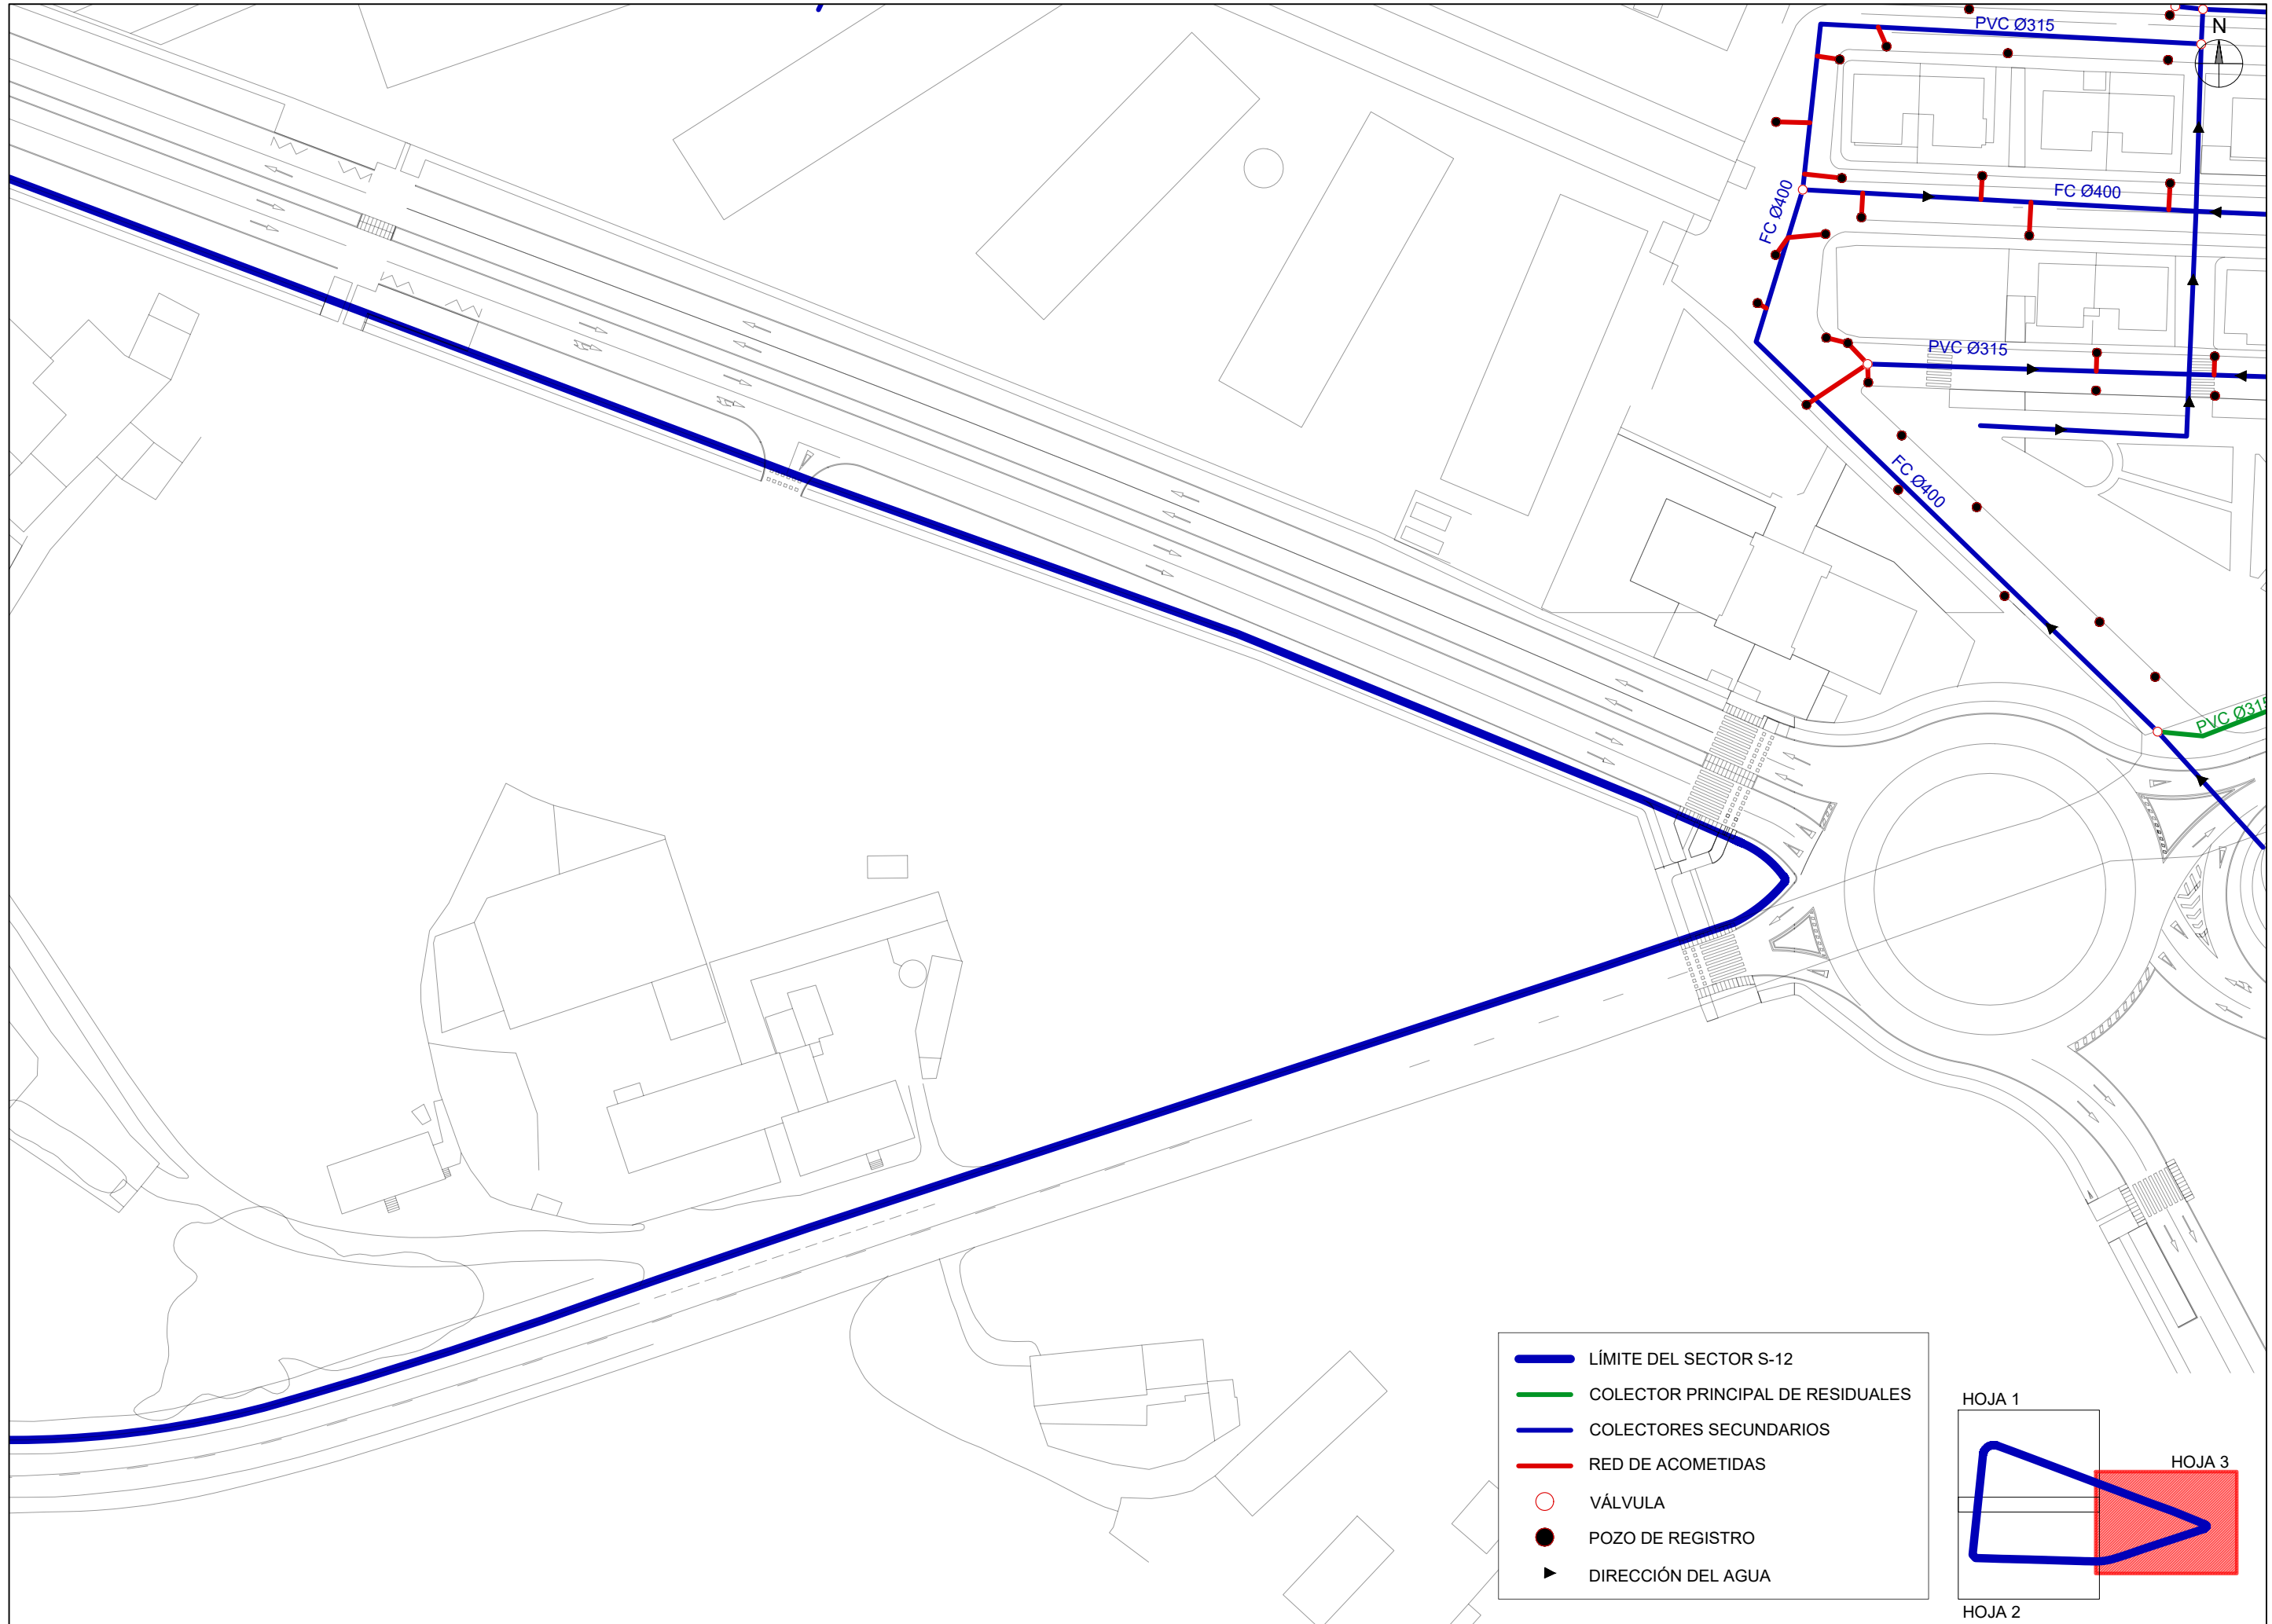 PVC Ø315
N
FC Ø400
FC Ø400
PVC Ø315
FC Ø400
PVC Ø315
LÍMITE DEL SECTOR S-12
COLECTOR PRINCIPAL DE RESIDUALES
COLECTORES SECUNDARIOS
RED DE ACOMETIDAS
VÁLVULA
POZO DE REGISTRO
DIRECCIÓN DEL AGUA
HOJA 1
HOJA 3
HOJA 2